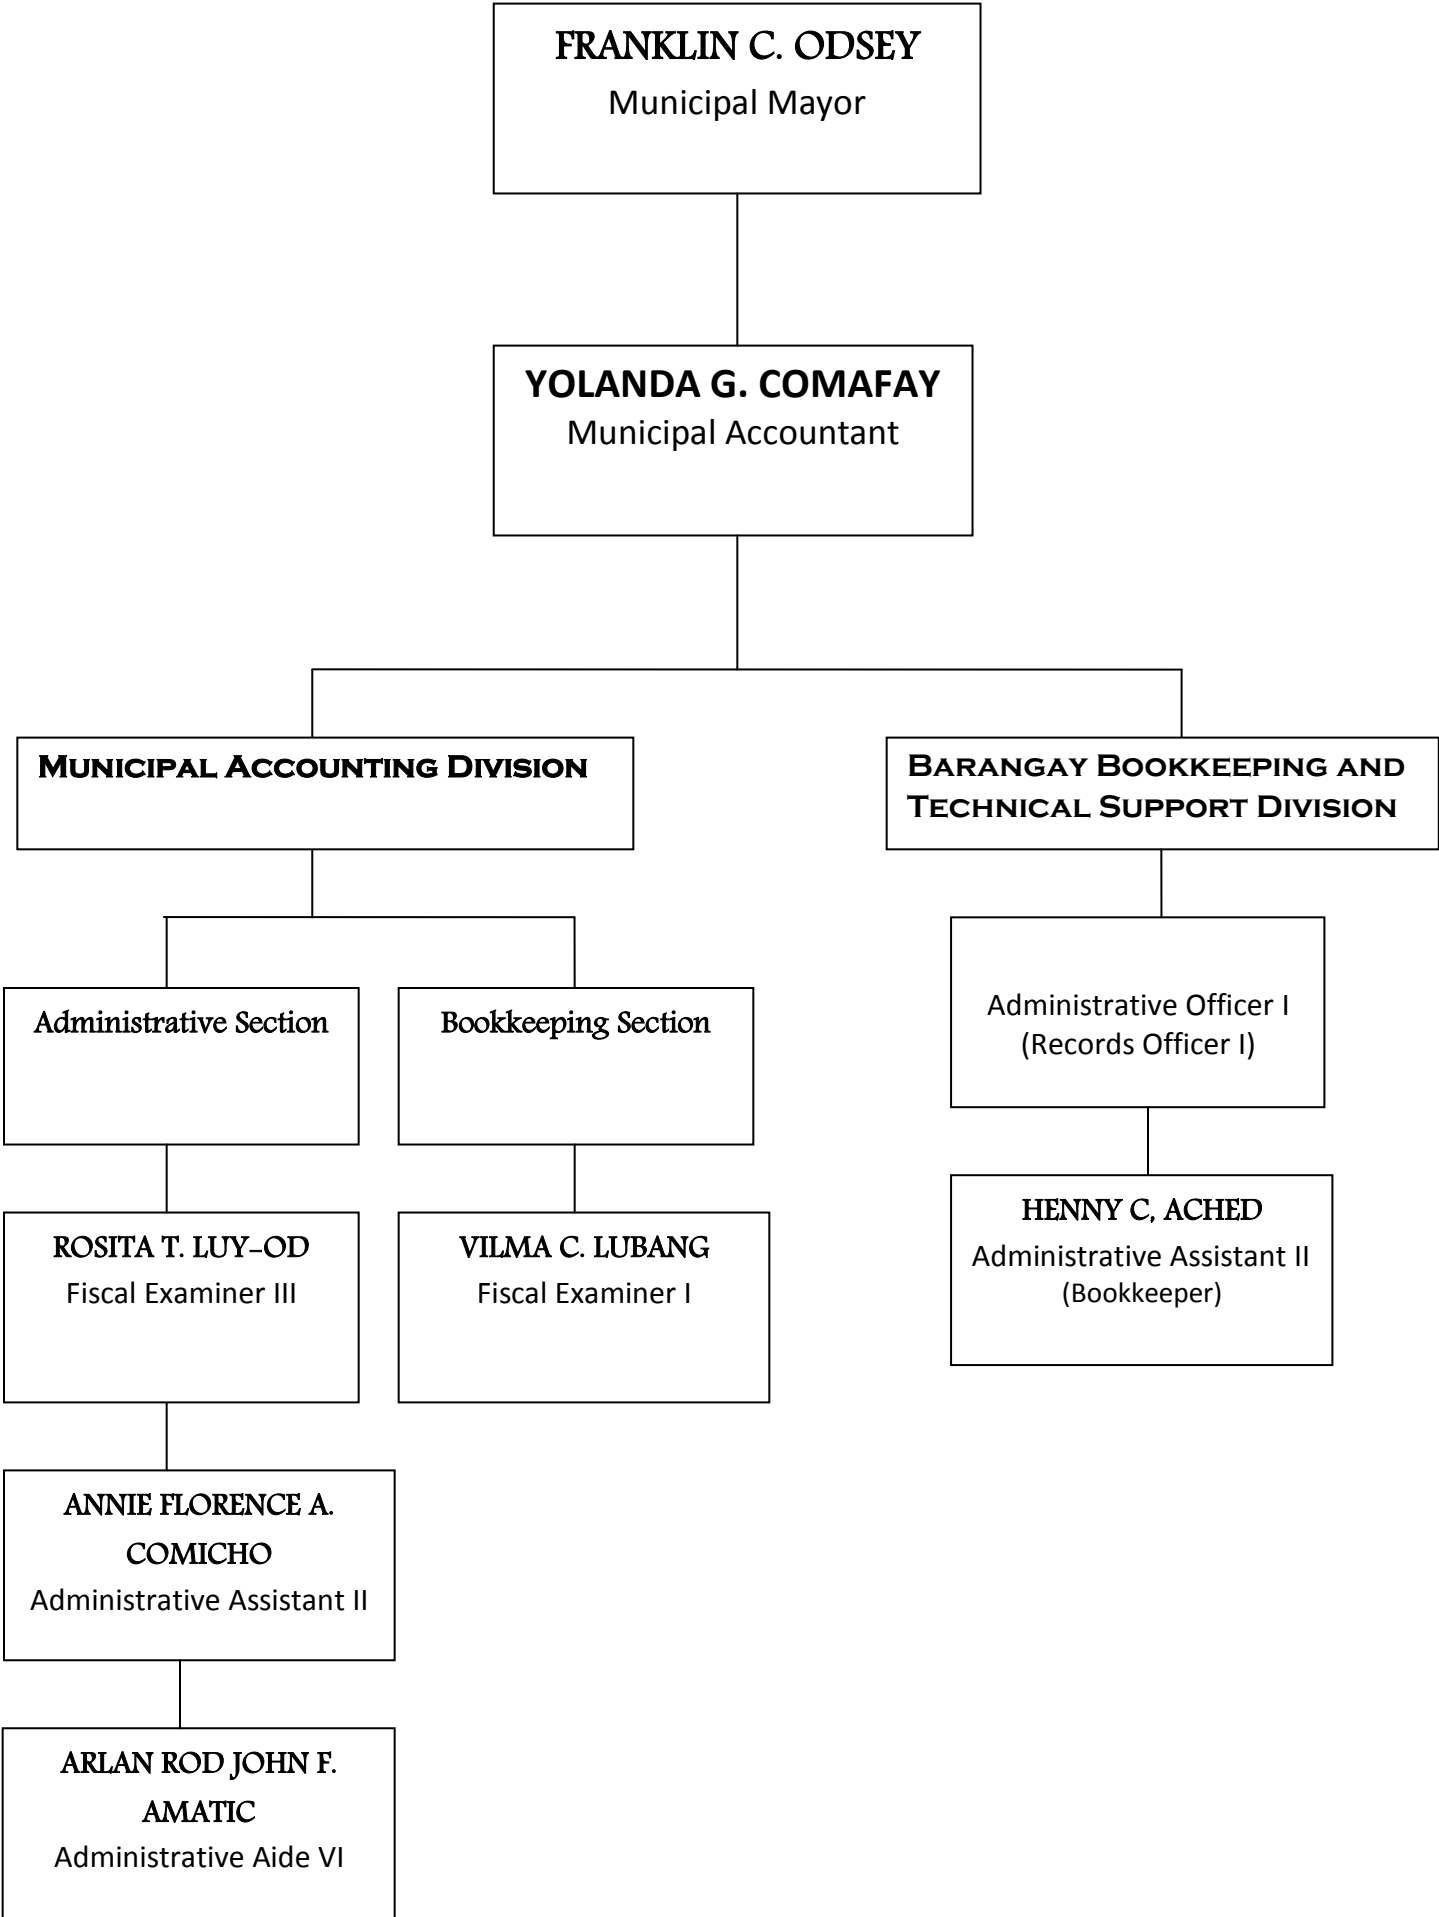 FRANKLIN C. ODSEY
Municipal Mayor
YOLANDA G. COMAFAY
Municipal Accountant
MUNICIPAL ACCOUNTING DIVISION
BARANGAY BOOKKEEPING AND
TECHNICAL SUPPORT DIVISION
Administrative Section
Bookkeeping Section
Administrative Officer I
(Records Officer I)
ROSITA T. LUY-OD
Fiscal Examiner III
VILMA C. LUBANG
Fiscal Examiner I
HENNY C, ACHED
Administrative Assistant II
(Bookkeeper)
ANNIE FLORENCE A.
COMICHO
Administrative Assistant II
ARLAN ROD JOHN F.
AMATIC
Administrative Aide VI